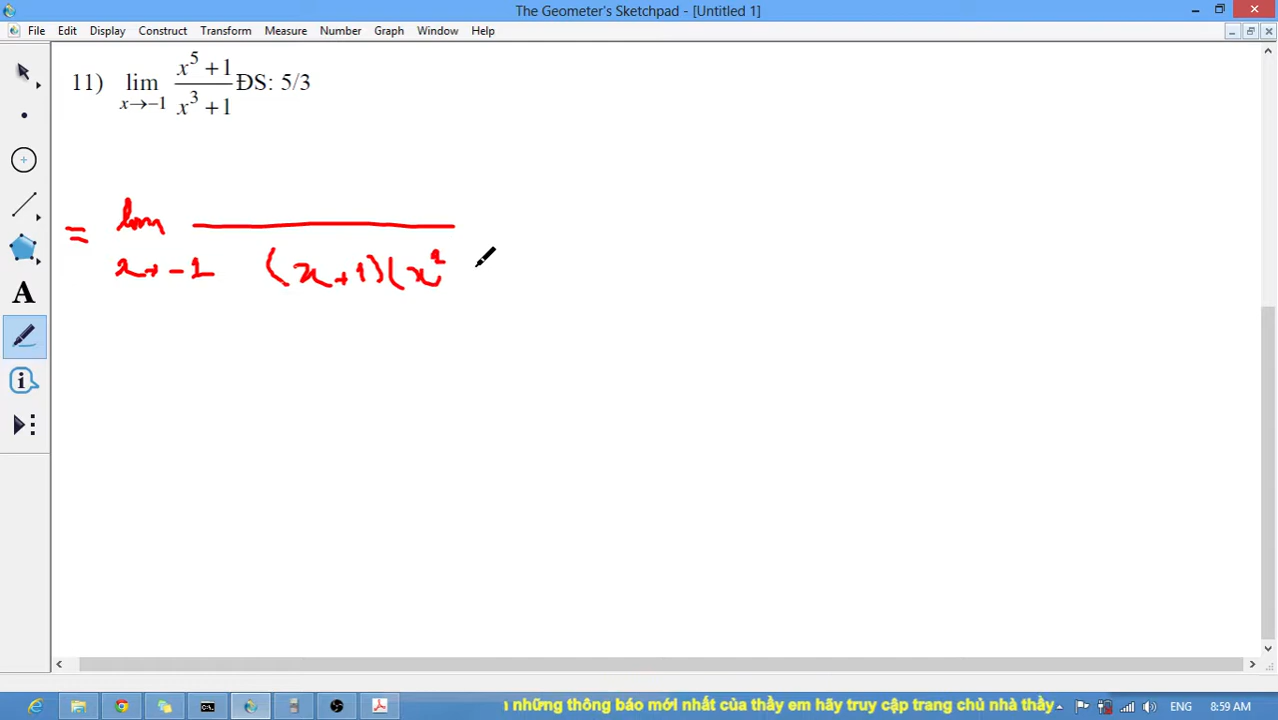 The Geometer's Sketchpad - [Untitled 1]
File Edit Display Construct Transform Measure Number Graph Window Help
11) lim x→−1 (x^5 + 1)/(x^3 + 1) ĐS: 5/3
= lim
x→ -1 (x+1)(x^2
A
n những thông báo mới nhất của thầy em hãy truy cập trang chủ nhà thầy ENG 8:59 AM